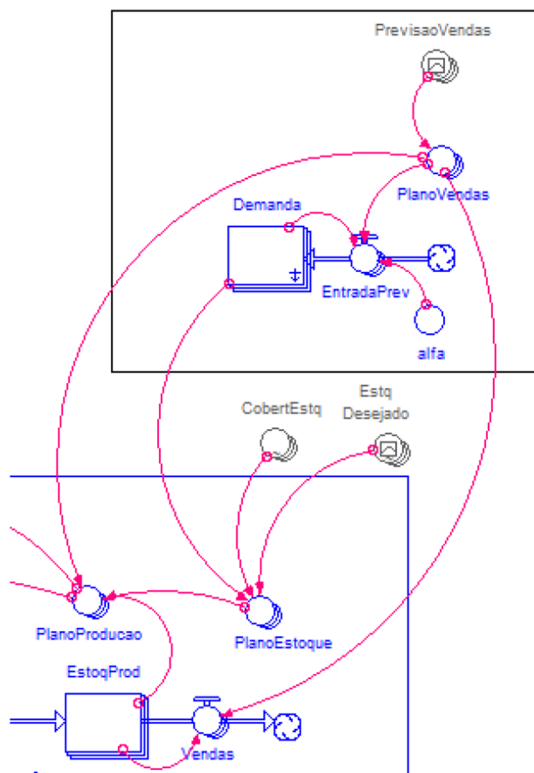 PrevisaoVendas
PlanoVendas
Demanda
EntradaPrev
alfa
CobertEstq
Estq
Desejado
PlanoProducao
PlanoEstoque
EstoqProd
Vendas